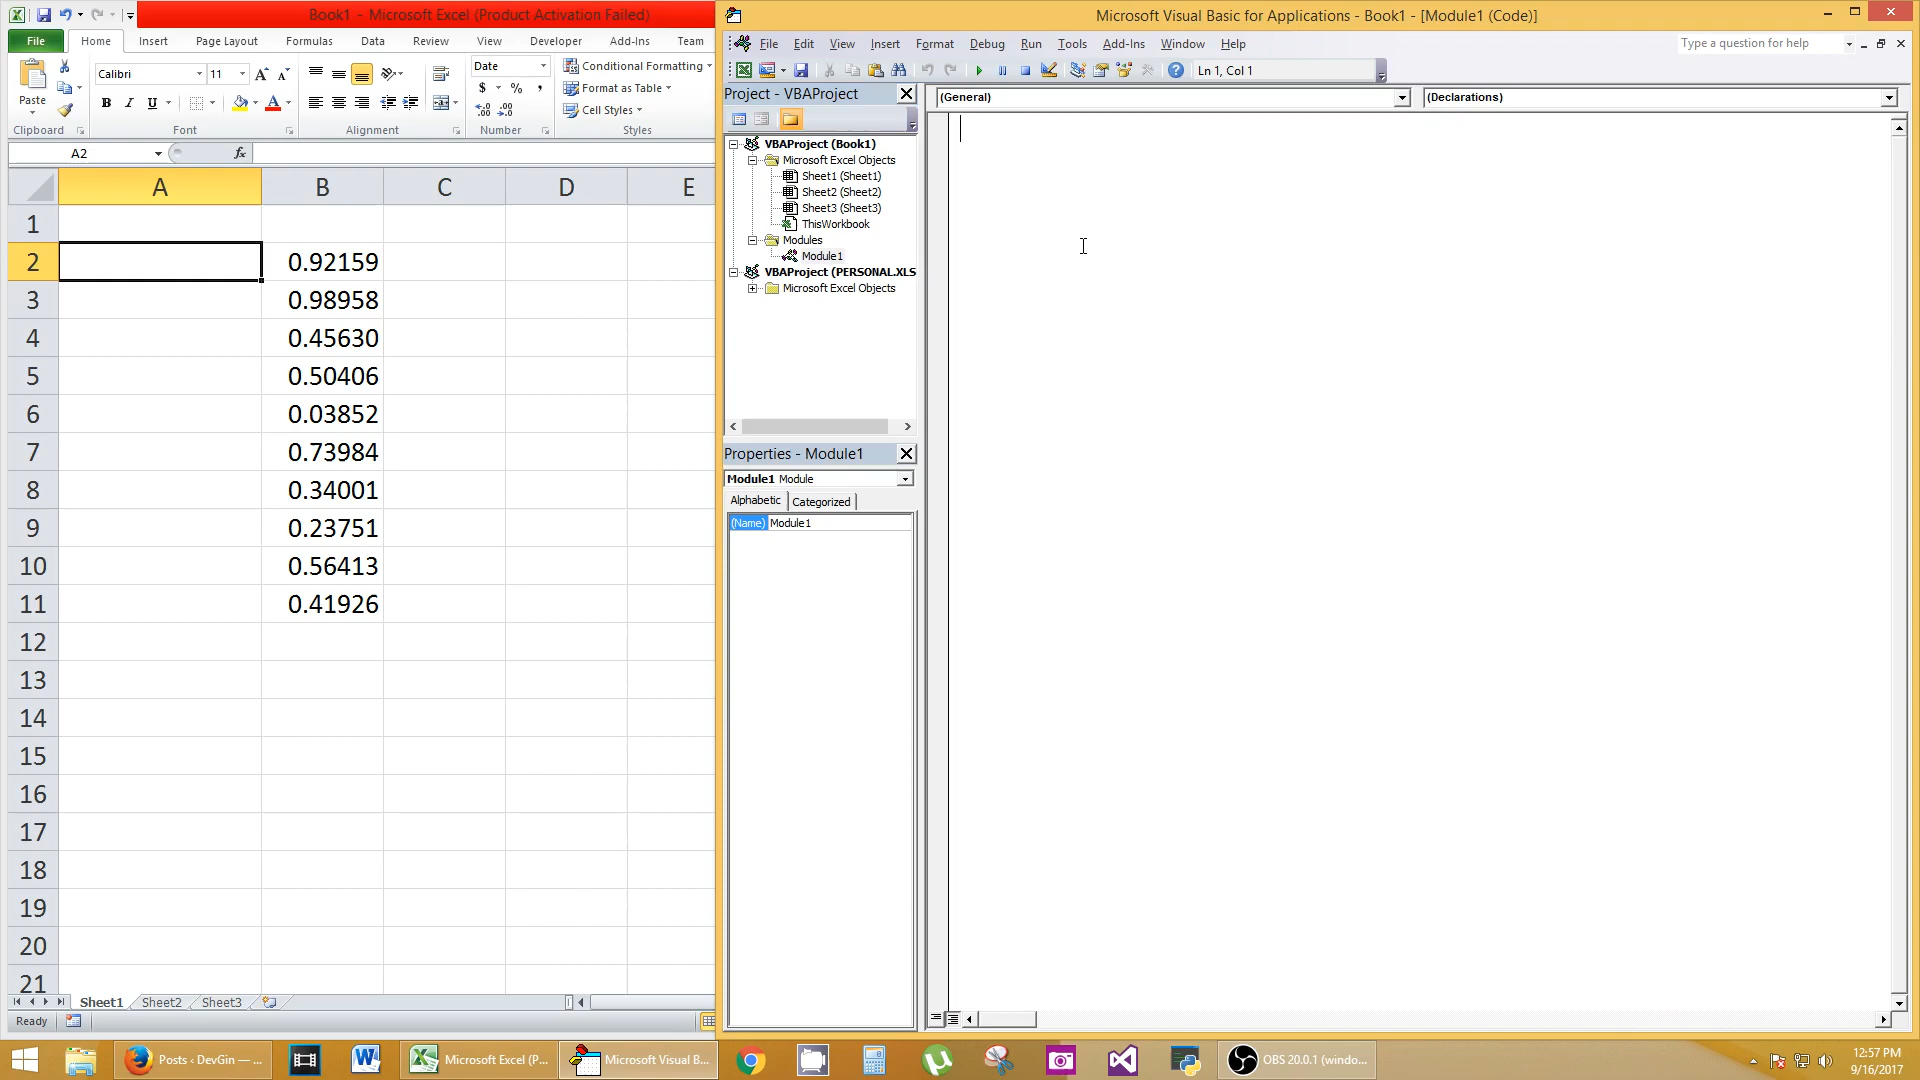 Book1 - Microsoft Excel (Product Activation Failed)
File Home Insert Page Layout Formulas Data Review View Developer Add-Ins Team
Paste
Calibri 11
B I U A
Date
$ % ,
Conditional Formatting
Format as Table
Cell Styles
Clipboard Font Alignment Number Styles
A2 fx
A B C D E
1
2 0.92159
3 0.98958
4 0.45630
5 0.50406
6 0.03852
7 0.73984
8 0.34001
9 0.23751
10 0.56413
11 0.41926
12
13
14
15
16
17
18
19
20
21
Sheet1 Sheet2 Sheet3
Ready
Microsoft Visual Basic for Applications - Book1 - [Module1 (Code)]
File Edit View Insert Format Debug Run Tools Add-Ins Window Help
Type a question for help
Ln 1, Col 1
Project - VBAProject
VBAProject (Book1)
Microsoft Excel Objects
Sheet1 (Sheet1)
Sheet2 (Sheet2)
Sheet3 (Sheet3)
ThisWorkbook
Modules
Module1
VBAProject (PERSONAL.XLS
Microsoft Excel Objects
Properties - Module1
Module1 Module
Alphabetic Categorized
(Name) Module1
(General) (Declarations)
Posts ‹ DevGin — ...
Microsoft Excel (P...
Microsoft Visual B...
OBS 20.0.1 (windo...
12:57 PM
9/16/2017